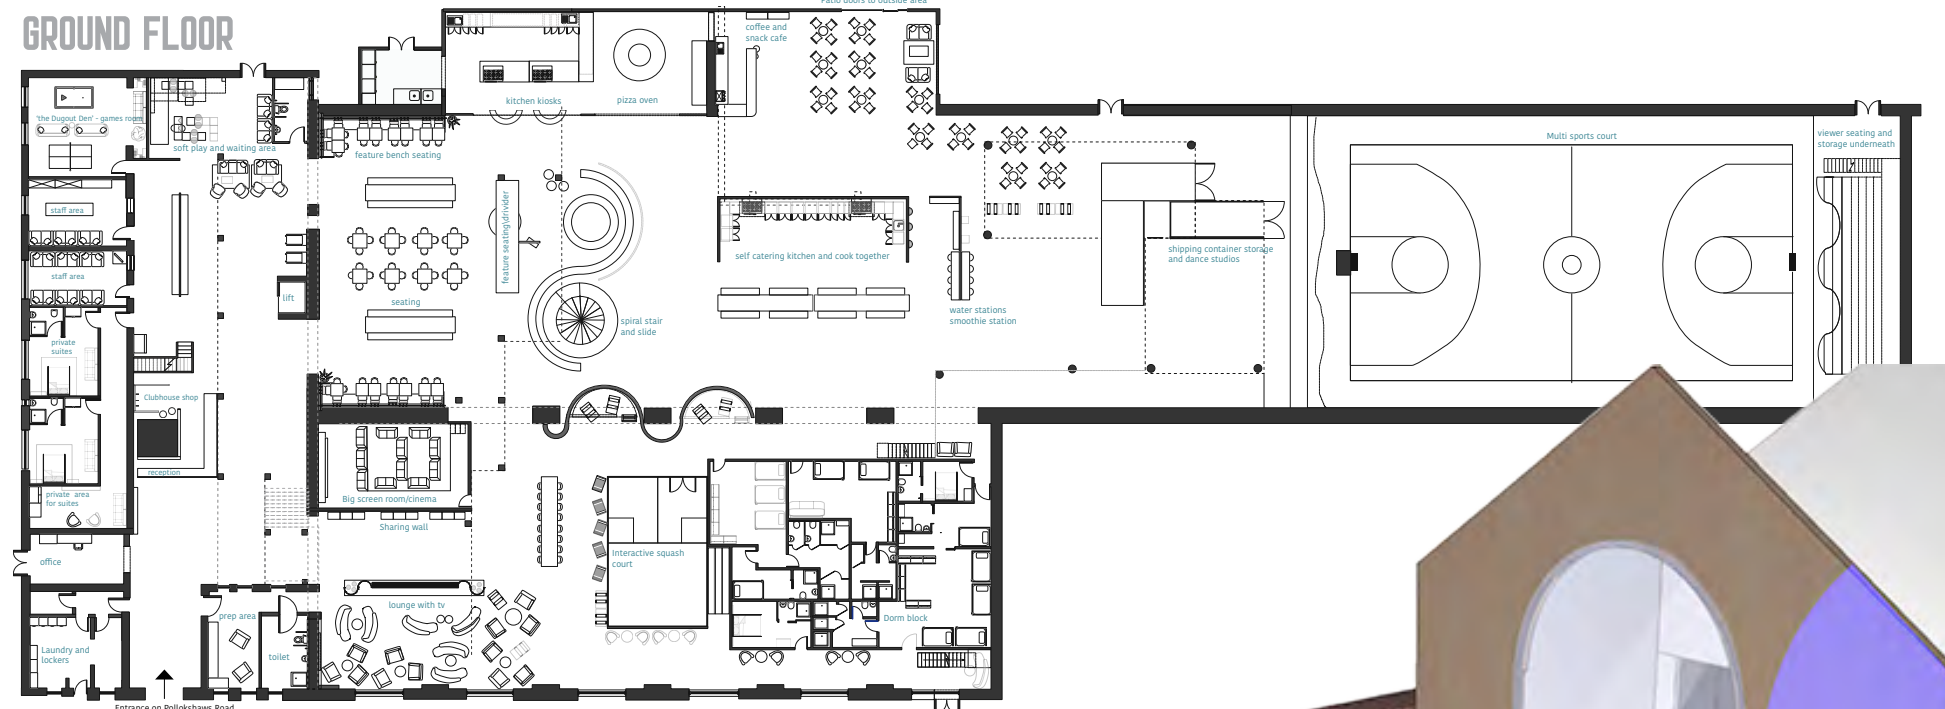 GROUND FLOOR
Patio doors to outside area
coffee and
snack cafe
kitchen kiosks
pizza oven
'the Dugout Den' - games room
soft play and waiting area
feature bench seating
Multi sports court
viewer seating and
storage underneath
staff area
feature seating\drivider
self catering kitchen and cook together
shipping container storage
and dance studios
staff area
lift
seating
water stations
smoothie station
spiral stair
and slide
private
suites
Clubhouse shop
reception
private area
for suites
Big screen room/cinema
Sharing wall
office
Interactive squash
court
lounge with tv
prep area
Dorm block
Laundry and
lockers
toilet
Entrance on Pollokshaws Road